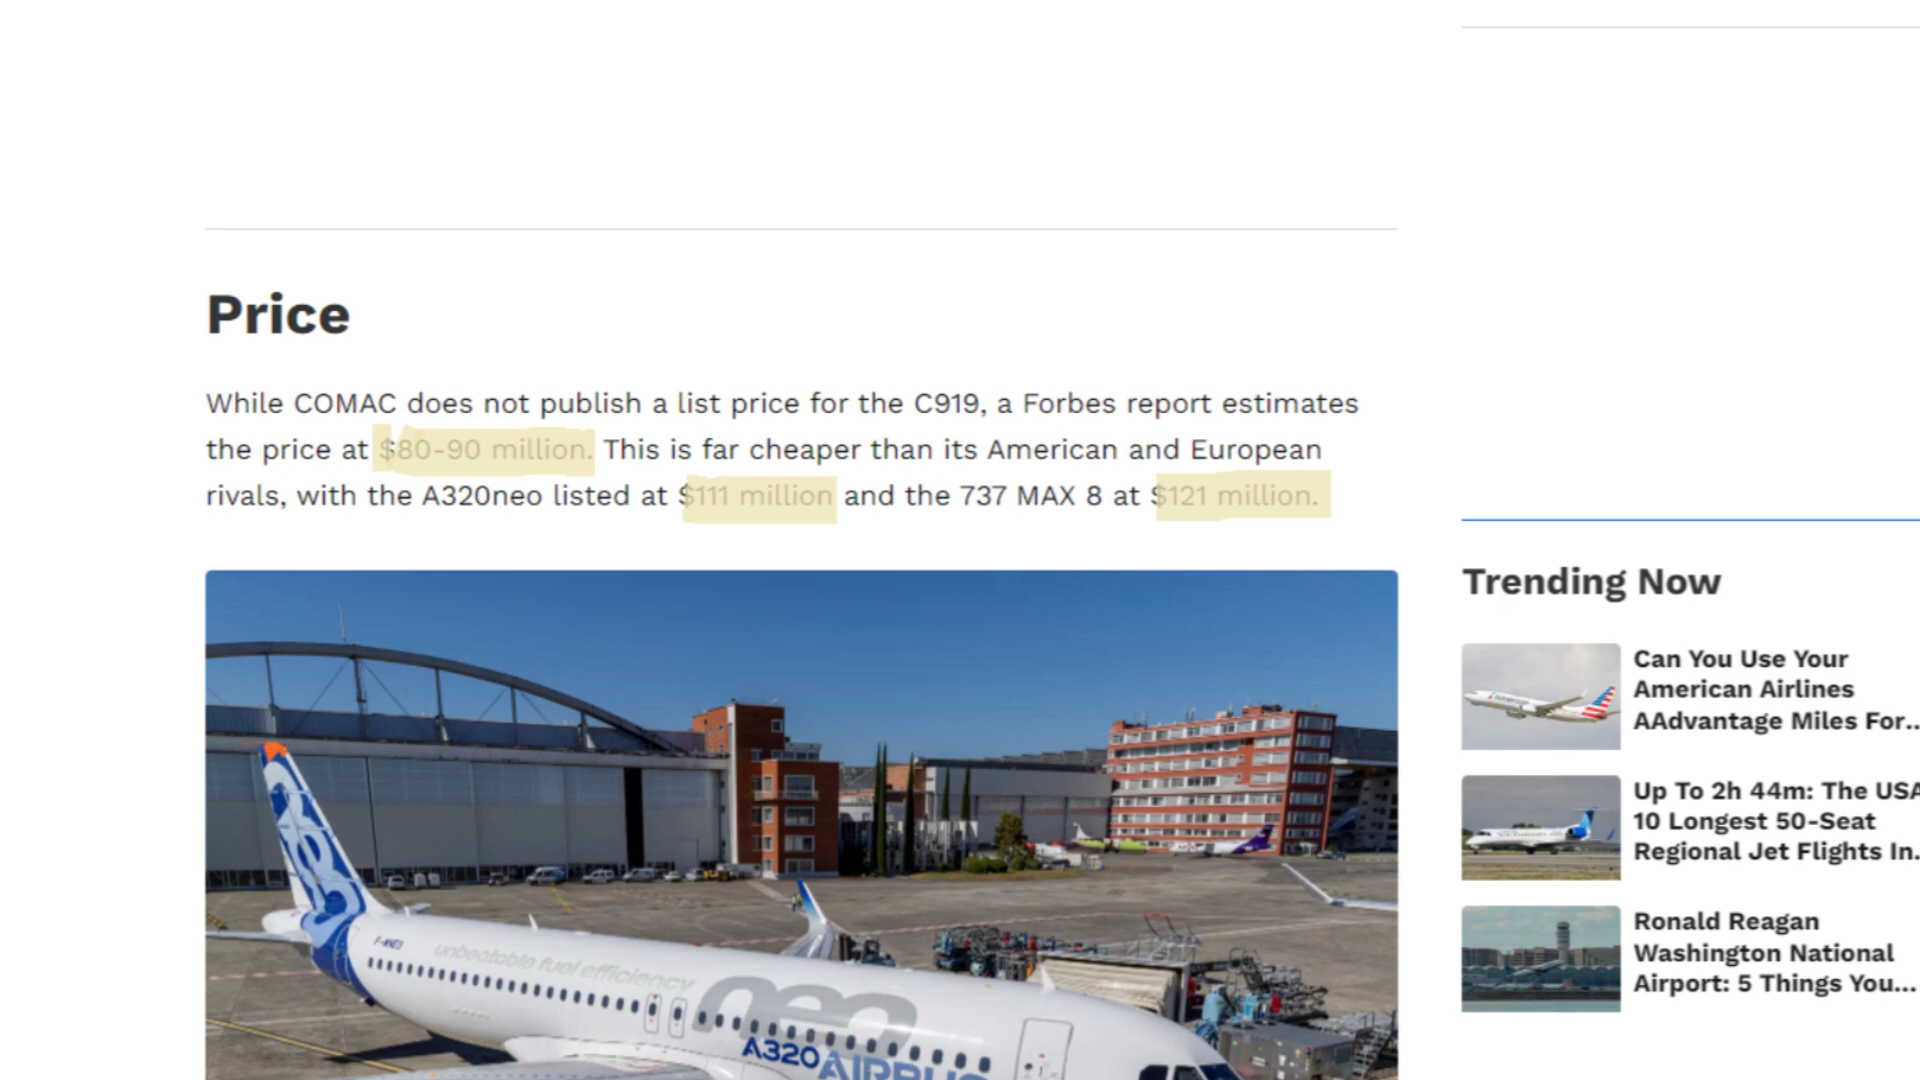 Price
While COMAC does not publish a list price for the C919, a Forbes report estimates
the price at $80-90 million. This is far cheaper than its American and European
rivals, with the A320neo listed at $111 million and the 737 MAX 8 at $121 million.
unbeatable fuel efficiency
neo
A320 AIRBUS
Trending Now
Can You Use Your
American Airlines
AAdvantage Miles For...
Up To 2h 44m: The USA
10 Longest 50-Seat
Regional Jet Flights In.
Ronald Reagan
Washington National
Airport: 5 Things You...